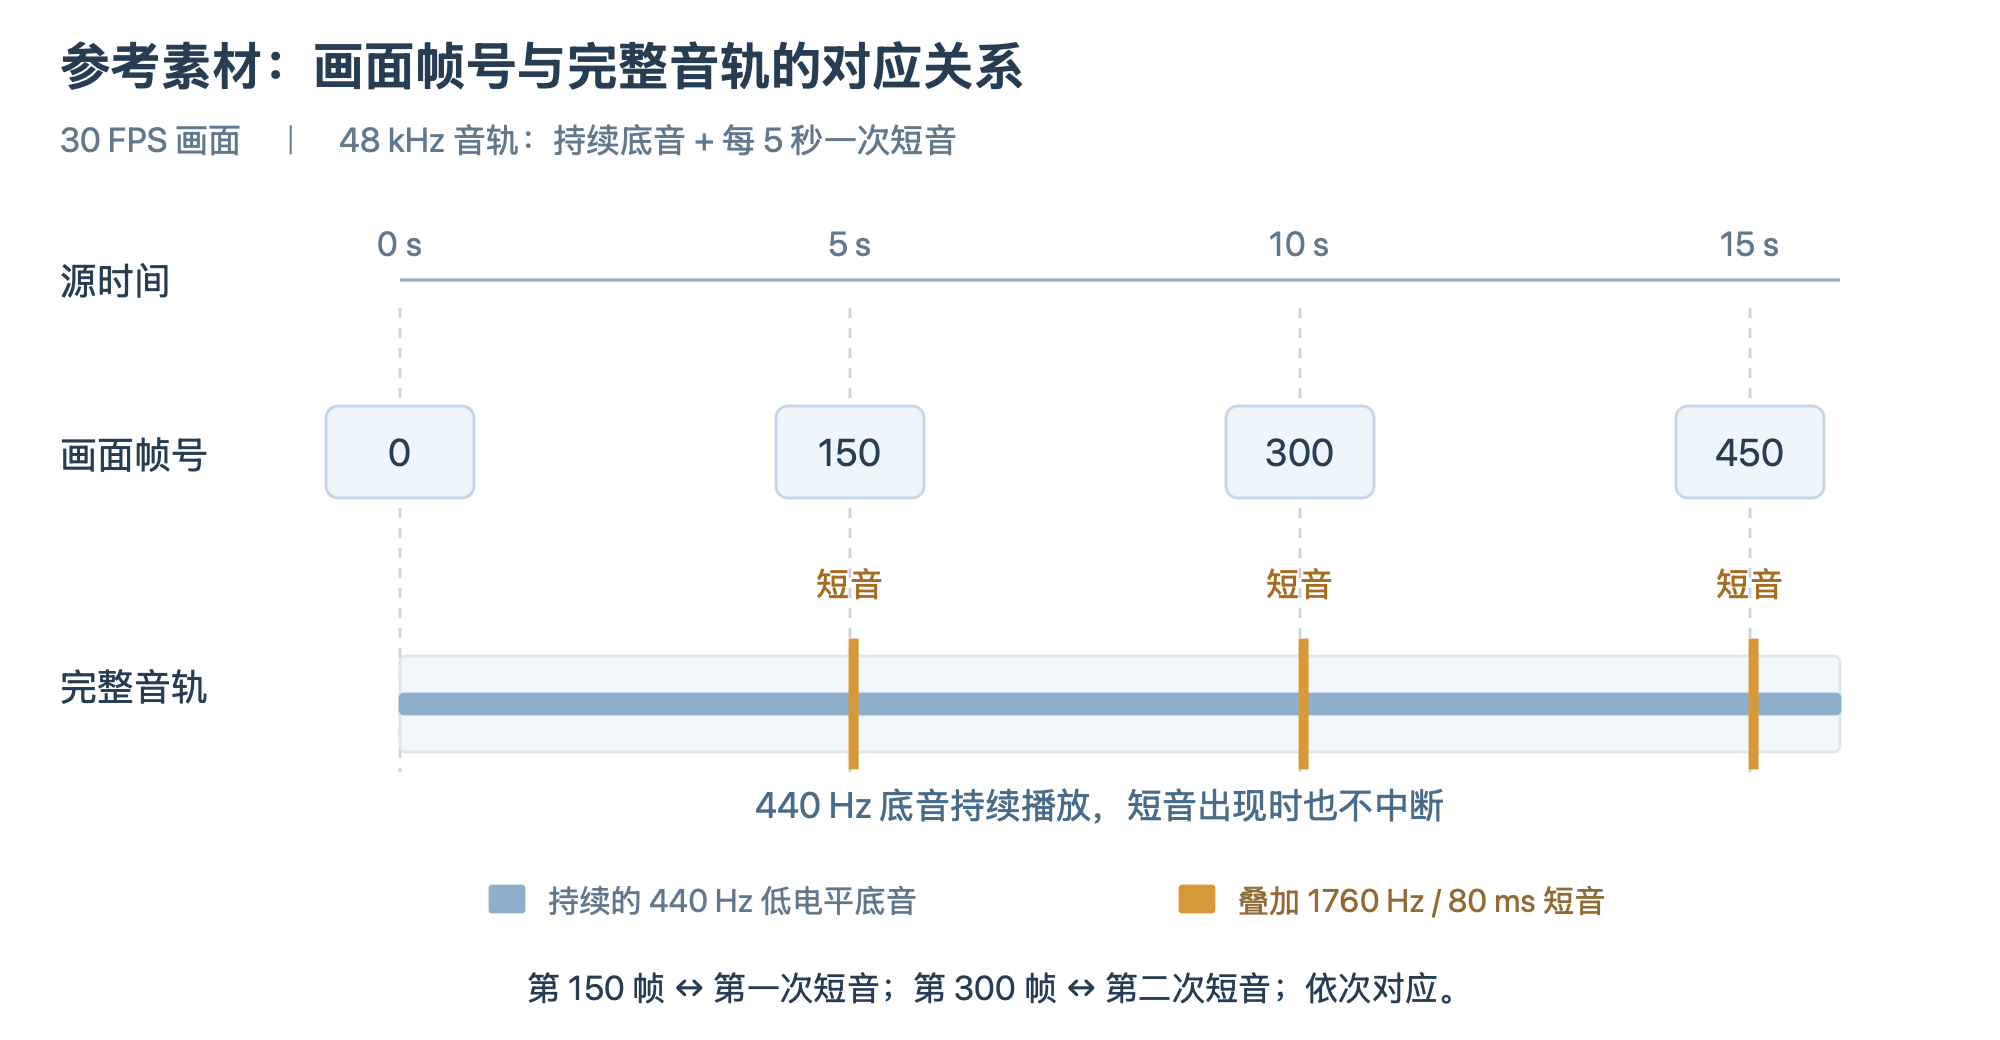 参考素材：画面帧号与完整音轨的对应关系
30 FPS 画面 | 48 kHz 音轨：持续底音 + 每 5 秒一次短音
源时间
0 s 5 s 10 s 15 s
画面帧号
0 150 300 450
短音 短音 短音
完整音轨
440 Hz 底音持续播放，短音出现时也不中断
持续的 440 Hz 低电平底音 叠加 1760 Hz / 80 ms 短音
第 150 帧 ↔ 第一次短音；第 300 帧 ↔ 第二次短音；依次对应。